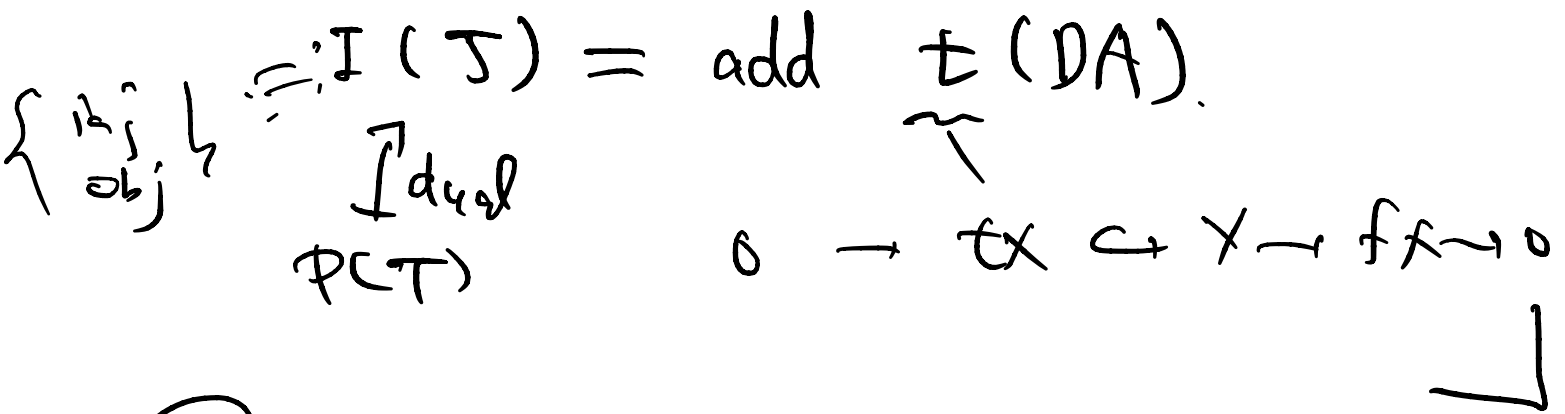 { inj obj } =: I(T) = add t(DA).
↕ dual
P(T)
0 → tX ↪ X → fX → 0